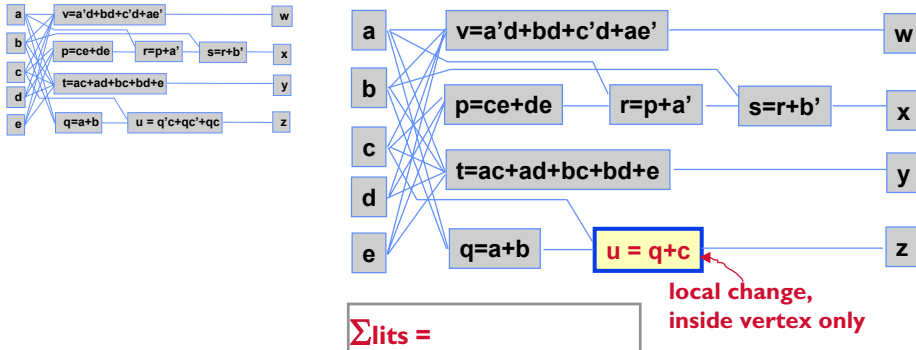 a
v=a’d+bd+c’d+ae’
w
b
p=ce+de
r=p+a’
s=r+b’
x
c
t=ac+ad+bc+bd+e
y
d
e
q=a+b
u = q’c+qc’+qc
z
a
v=a’d+bd+c’d+ae’
w
b
p=ce+de
r=p+a’
s=r+b’
x
c
t=ac+ad+bc+bd+e
y
d
e
q=a+b
u = q+c
z
local change,
inside vertex only
∑lits =